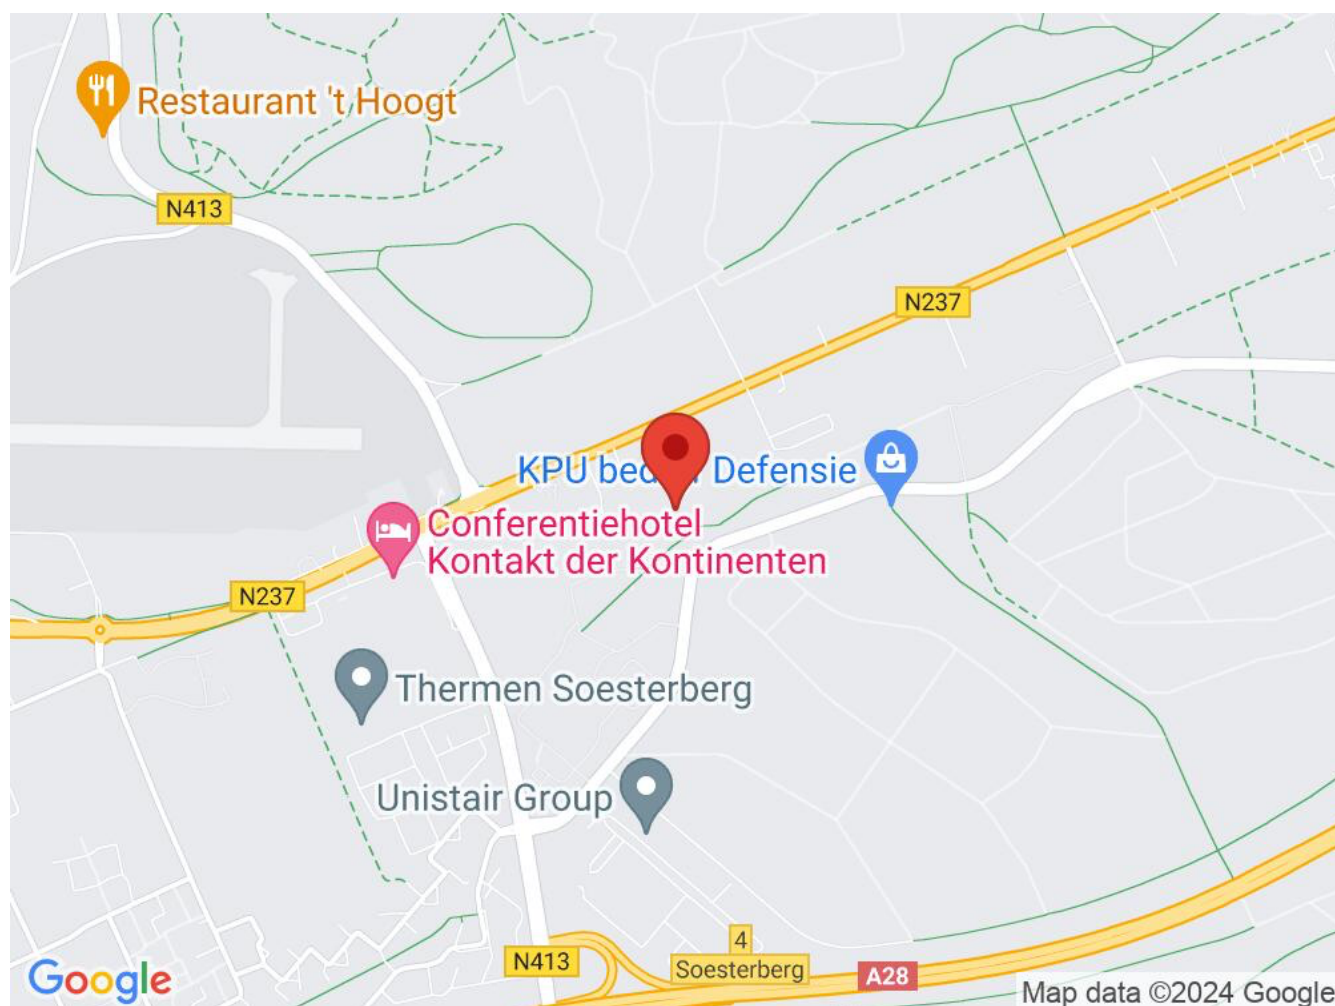 Restaurant 't Hoogt
N413
N237
KPU bed Defensie
Conferentiehotel
Kontakt der Kontinenten
N237
Thermen Soesterberg
Unistair Group
4
N413
Soesterberg
A28
Google
Map data ©2024 Google